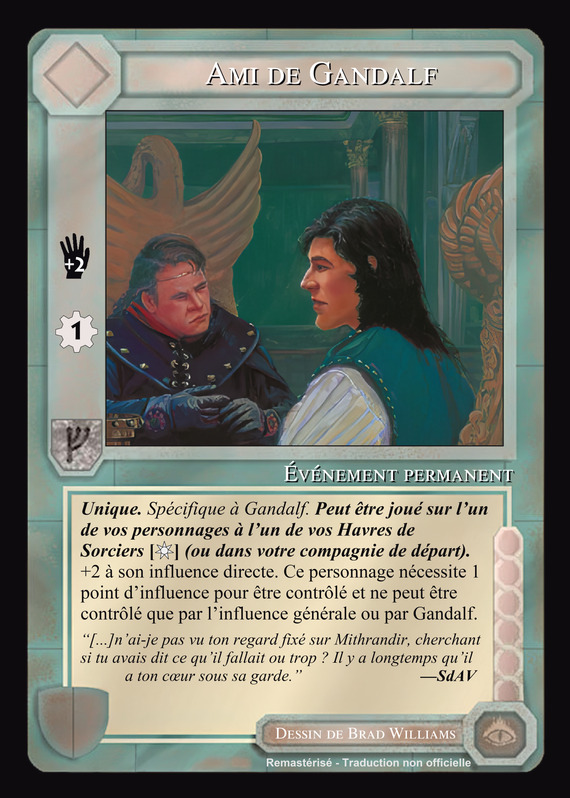 Ami de Gandalf
+2
1
Événement permanent
Unique. Spécifique à Gandalf. Peut être joué sur l'un
de vos personnages à l'un de vos Havres de
Sorciers [☼] (ou dans votre compagnie de départ).
+2 à son influence directe. Ce personnage nécessite 1
point d'influence pour être contrôlé et ne peut être
contrôlé que par l'influence générale ou par Gandalf.
“[...]n'ai-je pas vu ton regard fixé sur Mithrandir, cherchant
si tu avais dit ce qu'il fallait ou trop ? Il y a longtemps qu'il
a ton cœur sous sa garde.” —SdAV
Dessin de Brad Williams
Remastérisé - Traduction non officielle